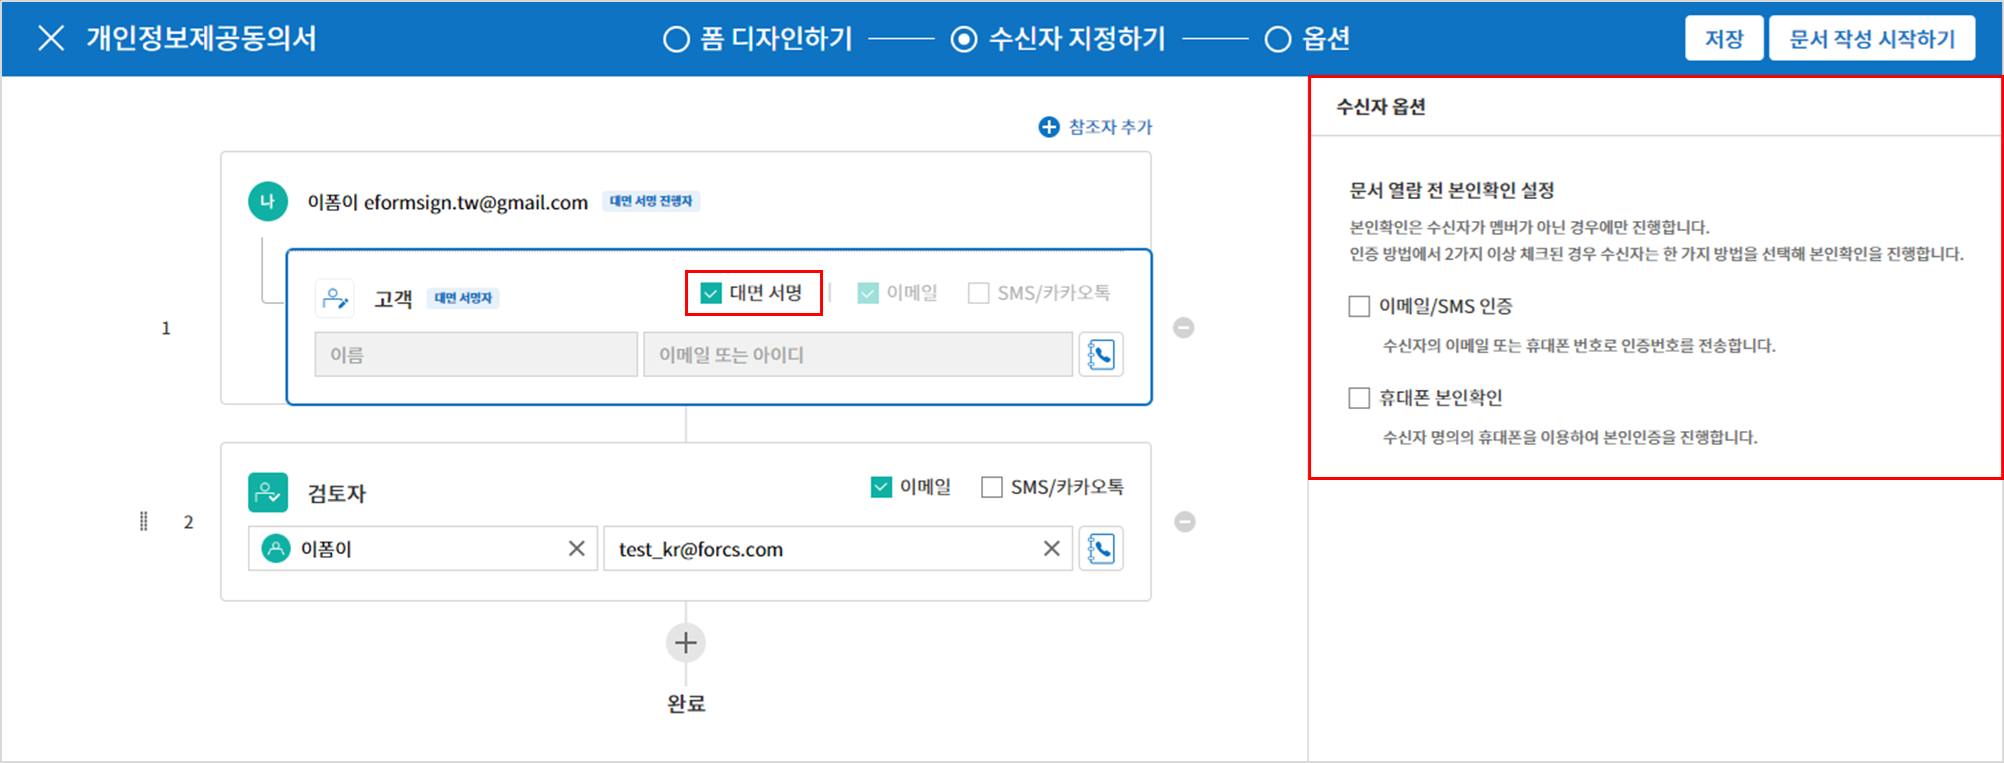 개인정보제공동의서
폼 디자인하기
수신자 지정하기
옵션
저장
문서 작성 시작하기
참조자 추가
나
이폼이 eformsign.tw@gmail.com
대면 서명 진행자
1
고객
대면 서명자
대면 서명
이메일
SMS/카카오톡
이름
이메일 또는 아이디
2
검토자
이메일
SMS/카카오톡
이폼이
test_kr@forcs.com
완료
수신자 옵션
문서 열람 전 본인확인 설정
본인확인은 수신자가 멤버가 아닌 경우에만 진행합니다.
인증 방법에서 2가지 이상 체크된 경우 수신자는 한 가지 방법을 선택해 본인확인을 진행합니다.
이메일/SMS 인증
수신자의 이메일 또는 휴대폰 번호로 인증번호를 전송합니다.
휴대폰 본인확인
수신자 명의의 휴대폰을 이용하여 본인인증을 진행합니다.